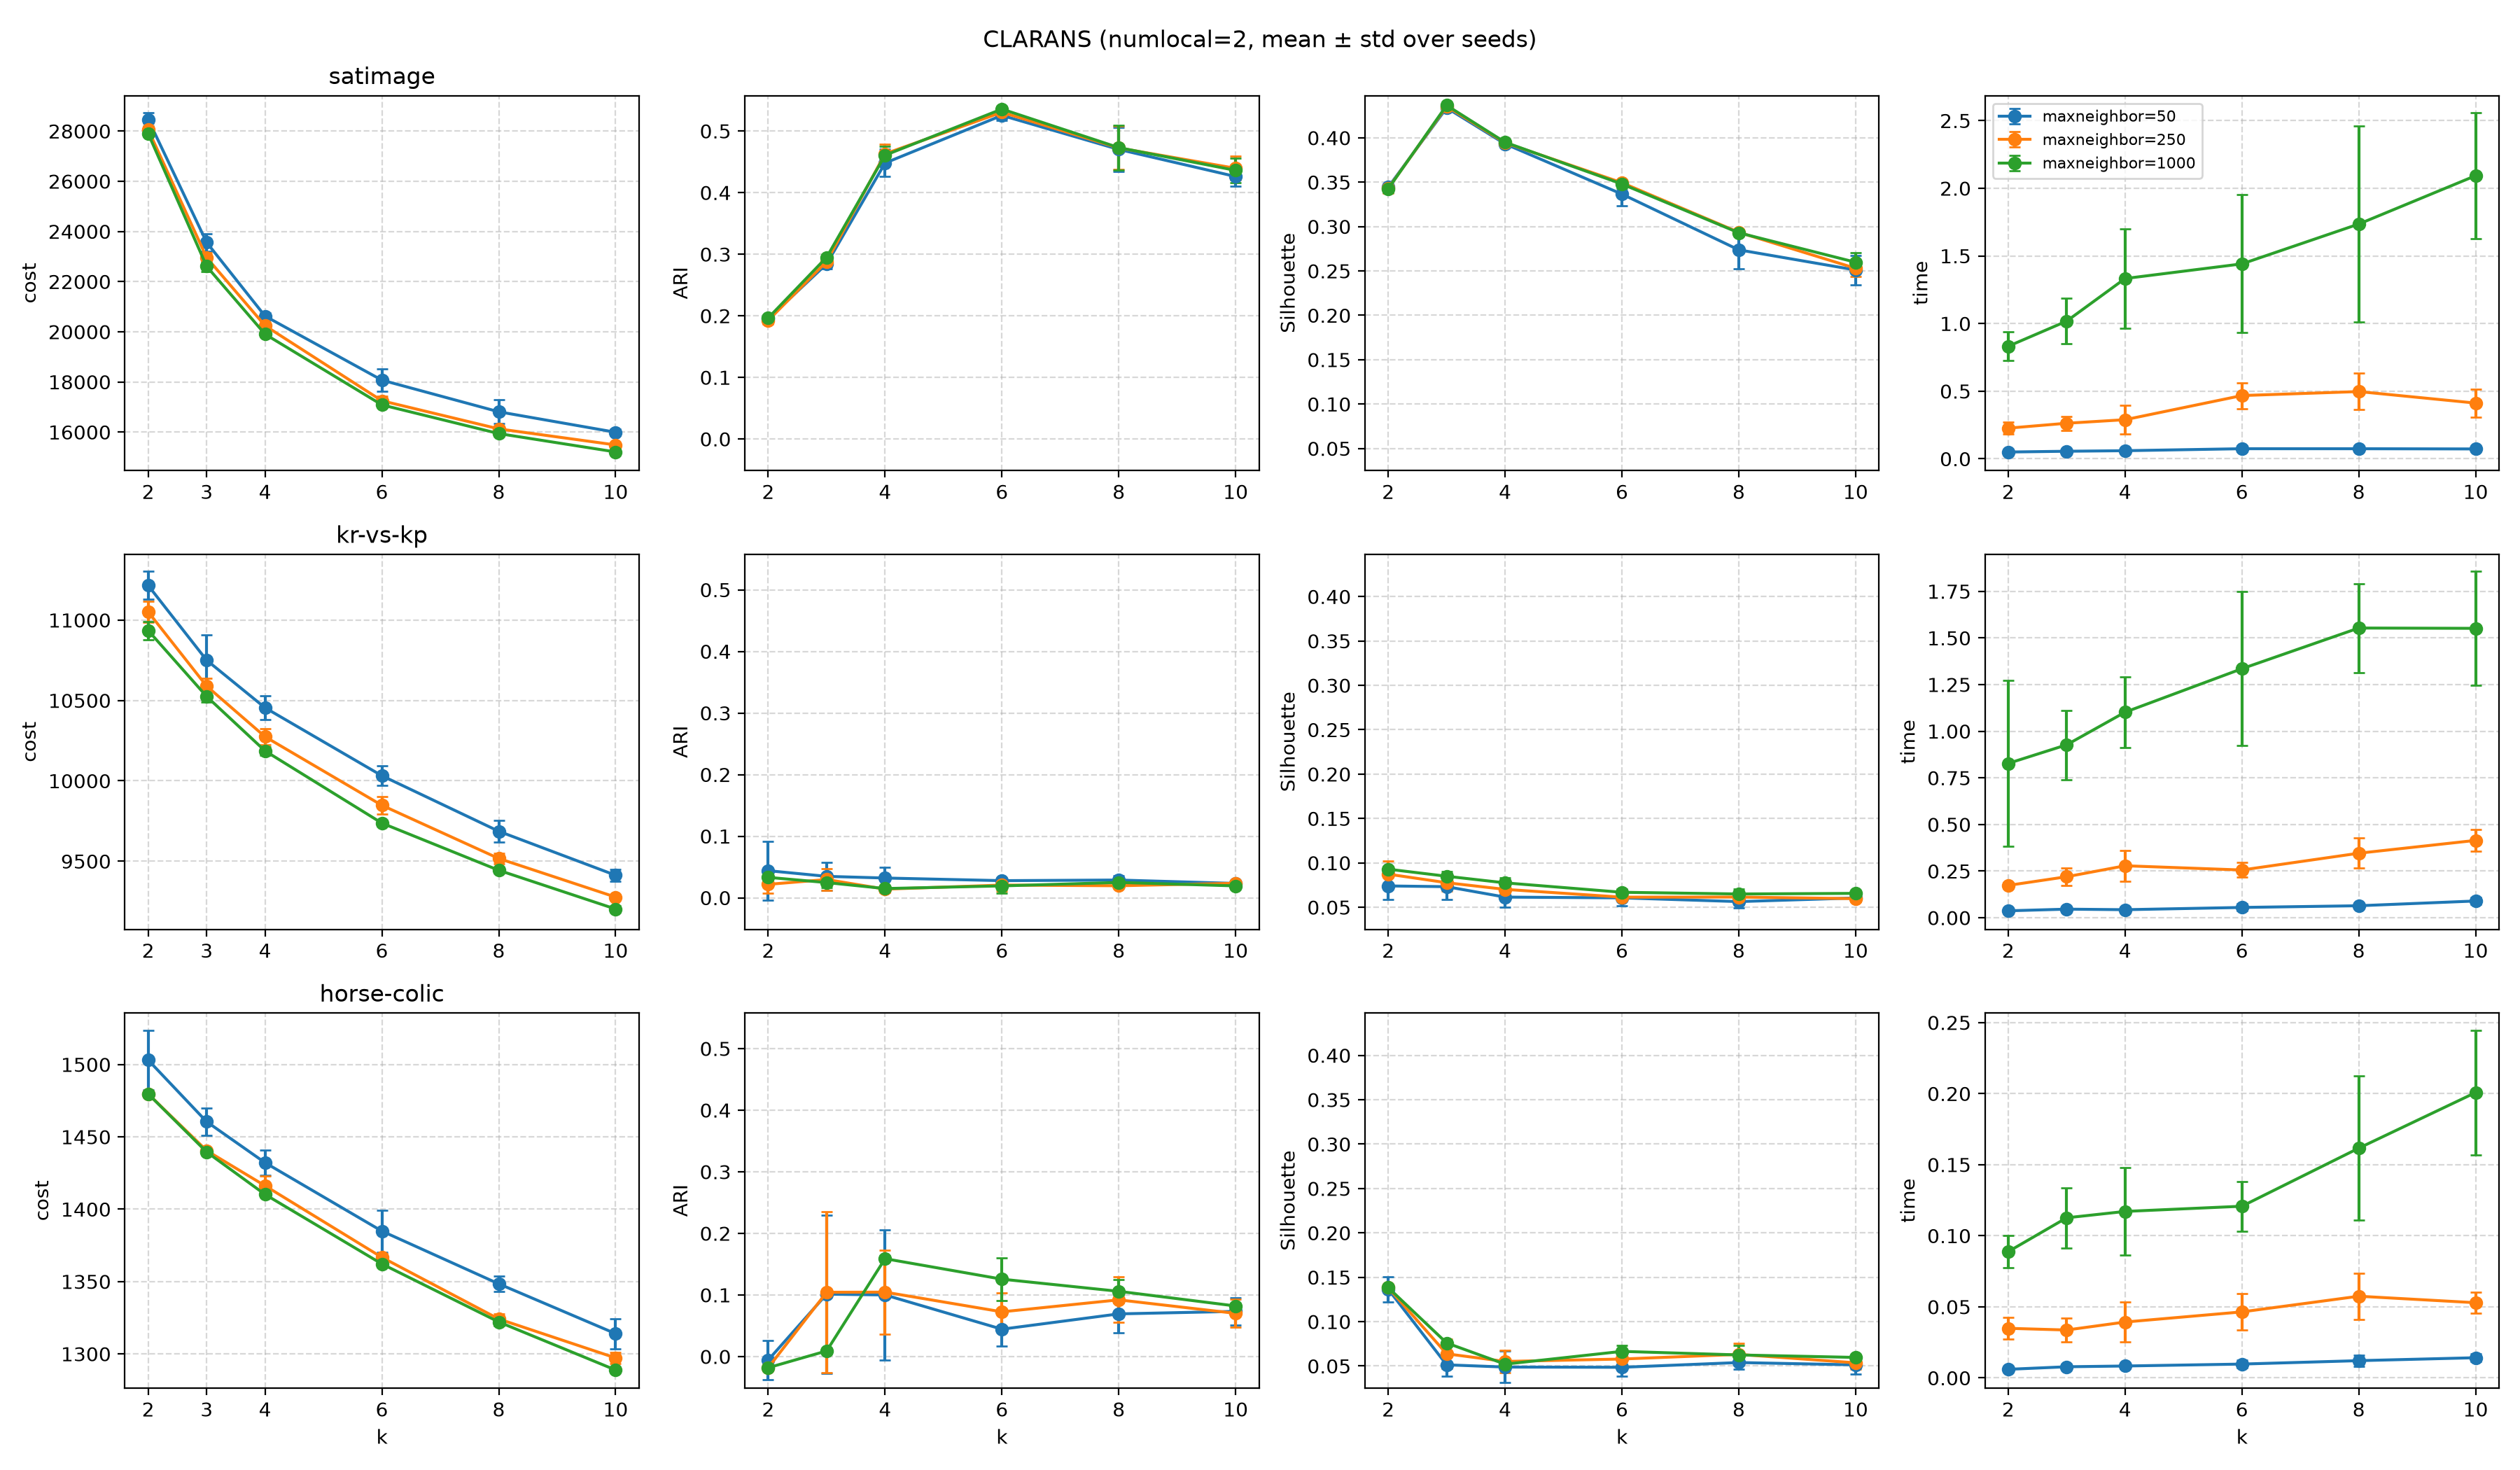 CLARANS (numlocal=2, mean ± std over seeds)
satimage
cost
28000
26000
24000
22000
20000
18000
16000
2 3 4 6 8 10
ARI
0.5
0.4
0.3
0.2
0.1
0.0
2 4 6 8 10
Silhouette
0.40
0.35
0.30
0.25
0.20
0.15
0.10
0.05
2 4 6 8 10
time
2.5
2.0
1.5
1.0
0.5
0.0
2 4 6 8 10
maxneighbor=50
maxneighbor=250
maxneighbor=1000
kr-vs-kp
cost
11000
10500
10000
9500
2 3 4 6 8 10
ARI
0.5
0.4
0.3
0.2
0.1
0.0
2 4 6 8 10
Silhouette
0.40
0.35
0.30
0.25
0.20
0.15
0.10
0.05
2 4 6 8 10
time
1.75
1.50
1.25
1.00
0.75
0.50
0.25
0.00
2 4 6 8 10
horse-colic
cost
1500
1450
1400
1350
1300
2 3 4 6 8 10
k
ARI
0.5
0.4
0.3
0.2
0.1
0.0
2 4 6 8 10
k
Silhouette
0.40
0.35
0.30
0.25
0.20
0.15
0.10
0.05
2 4 6 8 10
k
time
0.25
0.20
0.15
0.10
0.05
0.00
2 4 6 8 10
k